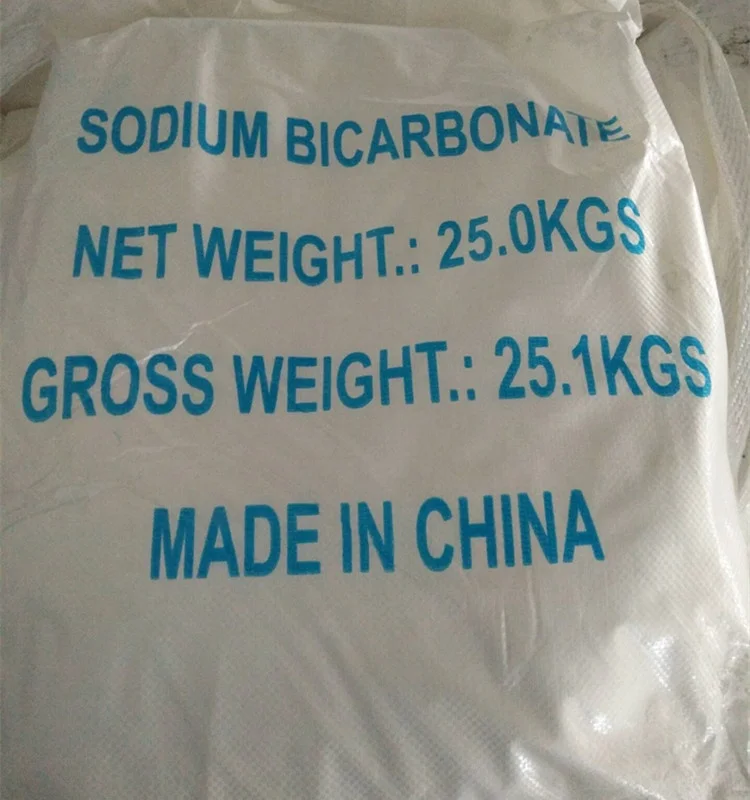 SODIUM BICARBONATE
NET WEIGHT.: 25.0KGS
GROSS WEIGHT.: 25.1KGS
MADE IN CHINA